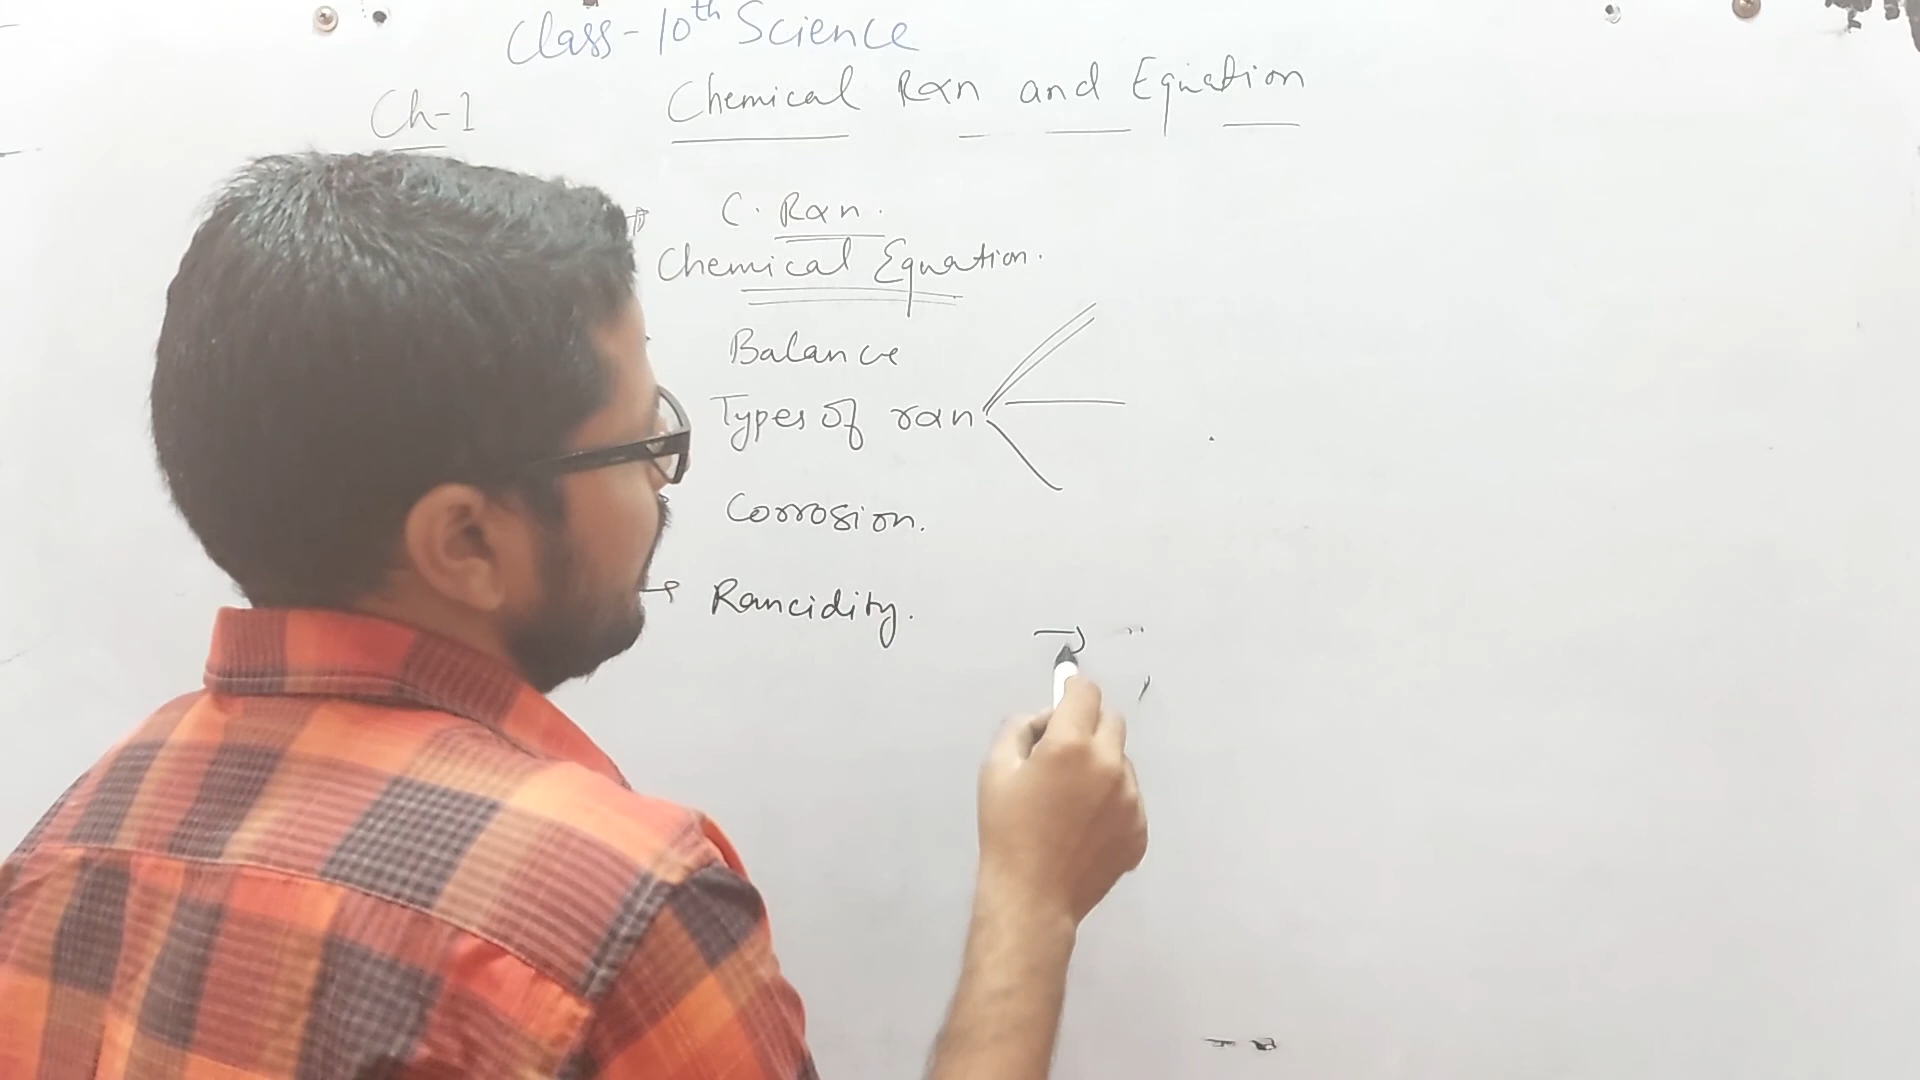 Class-10th Science
Ch-1 Chemical Rxn and Equation
C. Rxn.
Chemical Equation.
Balance
Types of rxn
Corrosion.
Rancidity.